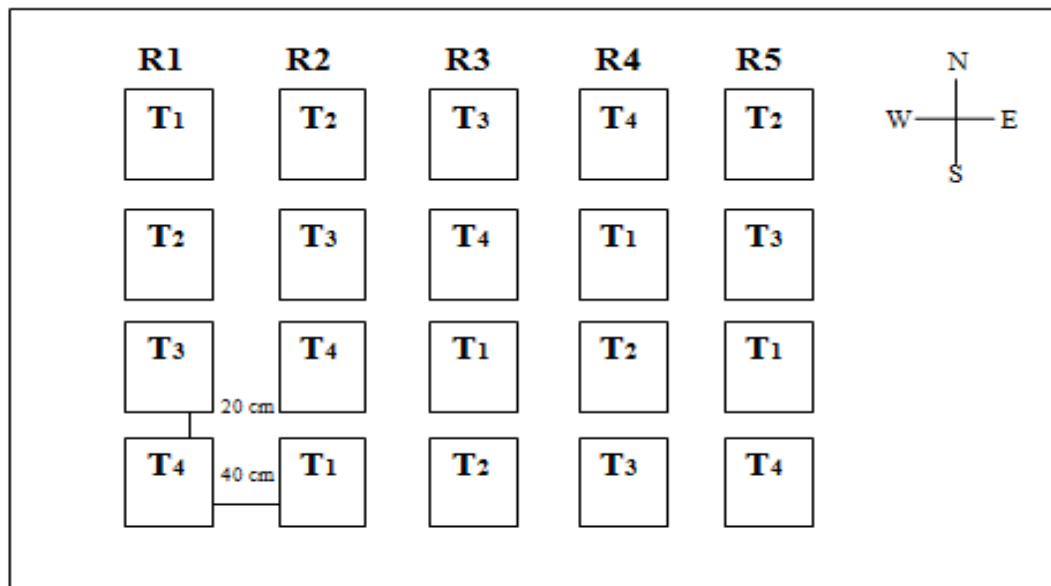 R1 R2 R3 R4 R5
N
W E
S
T1 T2 T3 T4 T2
T2 T3 T4 T1 T3
T3 T4 T1 T2 T1
20 cm
T4 T1 T2 T3 T4
40 cm